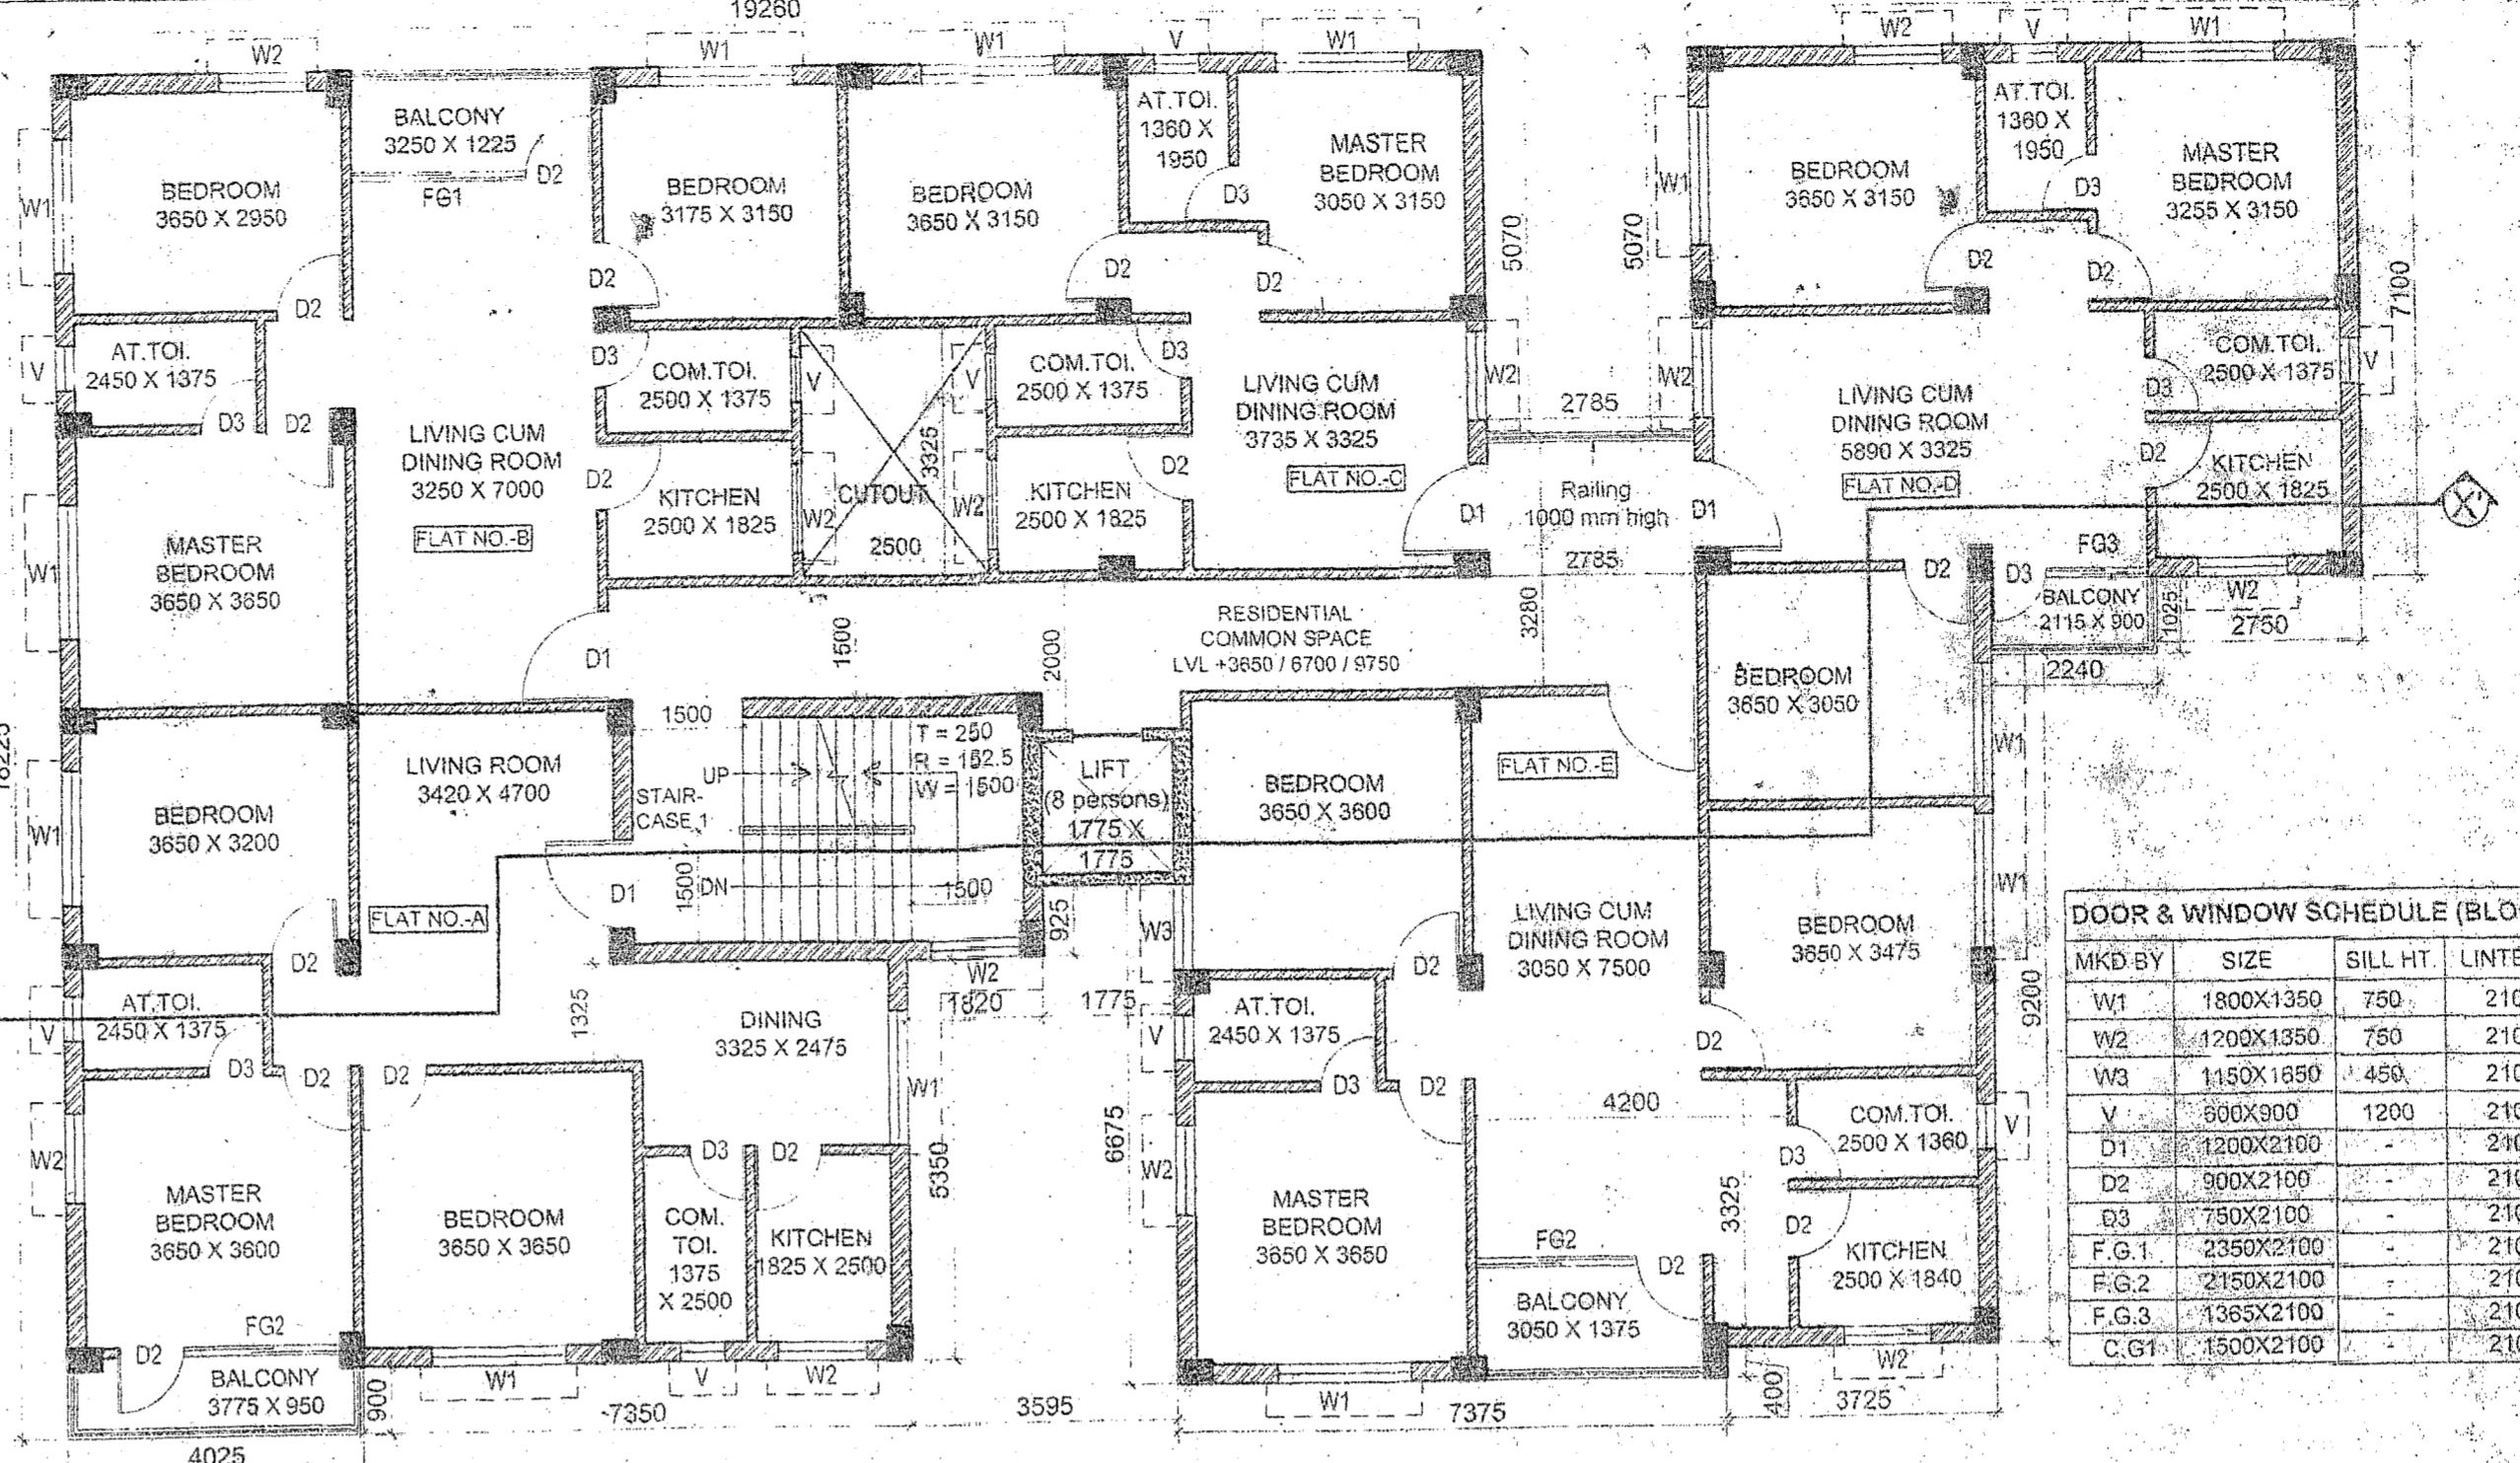 19260
W2
W1
W1
V
W1
W2
V
W1
BALCONY
3250 X 1225
D2
FG1
BEDROOM
3650 X 2950
W1
D2
BEDROOM
3175 X 3150
D2
BEDROOM
3650 X 3150
D2
AT.TOI.
1360 X
1950
D3
MASTER
BEDROOM
3050 X 3150
D2
5070
5070
W1
BEDROOM
3650 X 3150
D2
AT.TOI.
1360 X
1950
D3
MASTER
BEDROOM
3255 X 3150
D2
7100
V
AT.TOI.
2450 X 1375
D3
D2
LIVING CUM
DINING ROOM
3250 X 7000
FLAT NO.-B
D3
COM.TOI.
2500 X 1375
D2
KITCHEN
2500 X 1825
V
V
W2
W2
3325
CUTOUT
2500
COM.TOI.
2500 X 1375
D3
KITCHEN
2500 X 1825
D2
LIVING CUM
DINING ROOM
3735 X 3325
FLAT NO.-C
W2
W2
2785
Railing
1000 mm high
2785
D1
D1
LIVING CUM
DINING ROOM
5890 X 3325
FLAT NO.-D
COM.TOI.
2500 X 1375
V
D3
D2
KITCHEN
2500 X 1825
X'
FG3
D2
D3
BALCONY
2115 X 900
1025
W2
2750
2240
MASTER
BEDROOM
3650 X 3650
W1
D1
1500
2000
RESIDENTIAL
COMMON SPACE
LVL +3650 / 6700 / 9750
3280
BEDROOM
3650 X 3050
W1
18225
BEDROOM
3650 X 3200
W1
D2
LIVING ROOM
3420 X 4700
FLAT NO.-A
1500
T = 250
R = 152.5
W = 1500
UP
STAIR-
CASE 1
DN
1500
1500
D1
LIFT
(8 persons)
1775 X
1775
925
W3
BEDROOM
3650 X 3600
D2
FLAT NO.-E
LIVING CUM
DINING ROOM
3050 X 7500
BEDROOM
3650 X 3475
W1
D2
9200
AT.TOI.
2450 X 1375
V
D3
D2
D2
1325
DINING
3325 X 2475
W2
1820
1775
W1
AT.TOI.
2450 X 1375
V
D3
D2
4200
COM.TOI.
2500 X 1360
V
D3
MASTER
BEDROOM
3650 X 3600
W2
BEDROOM
3650 X 3650
D3
D2
COM.
TOI.
1375
X 2500
KITCHEN
1825 X 2500
5350
6675
W2
MASTER
BEDROOM
3650 X 3650
3325
D2
KITCHEN
2500 X 1840
FG2
D2
BALCONY
3050 X 1375
FG2
D2
BALCONY
3775 X 950
900
W1
V
W2
W1
W2
7350
3595
7375
400
3725
4025
DOOR & WINDOW SCHEDULE (BLO
MKD BY SIZE SILL HT. LINTE
W1 1800X1350 750 210
W2 1200X1350 750 210
W3 1150X1650 450 210
V 600X900 1200 210
D1 1200X2100 - 210
D2 900X2100 - 210
D3 750X2100 - 210
F.G.1 2350X2100 - 210
F.G.2 2150X2100 - 210
F.G.3 1365X2100 - 210
C.G1 1500X2100 - 210